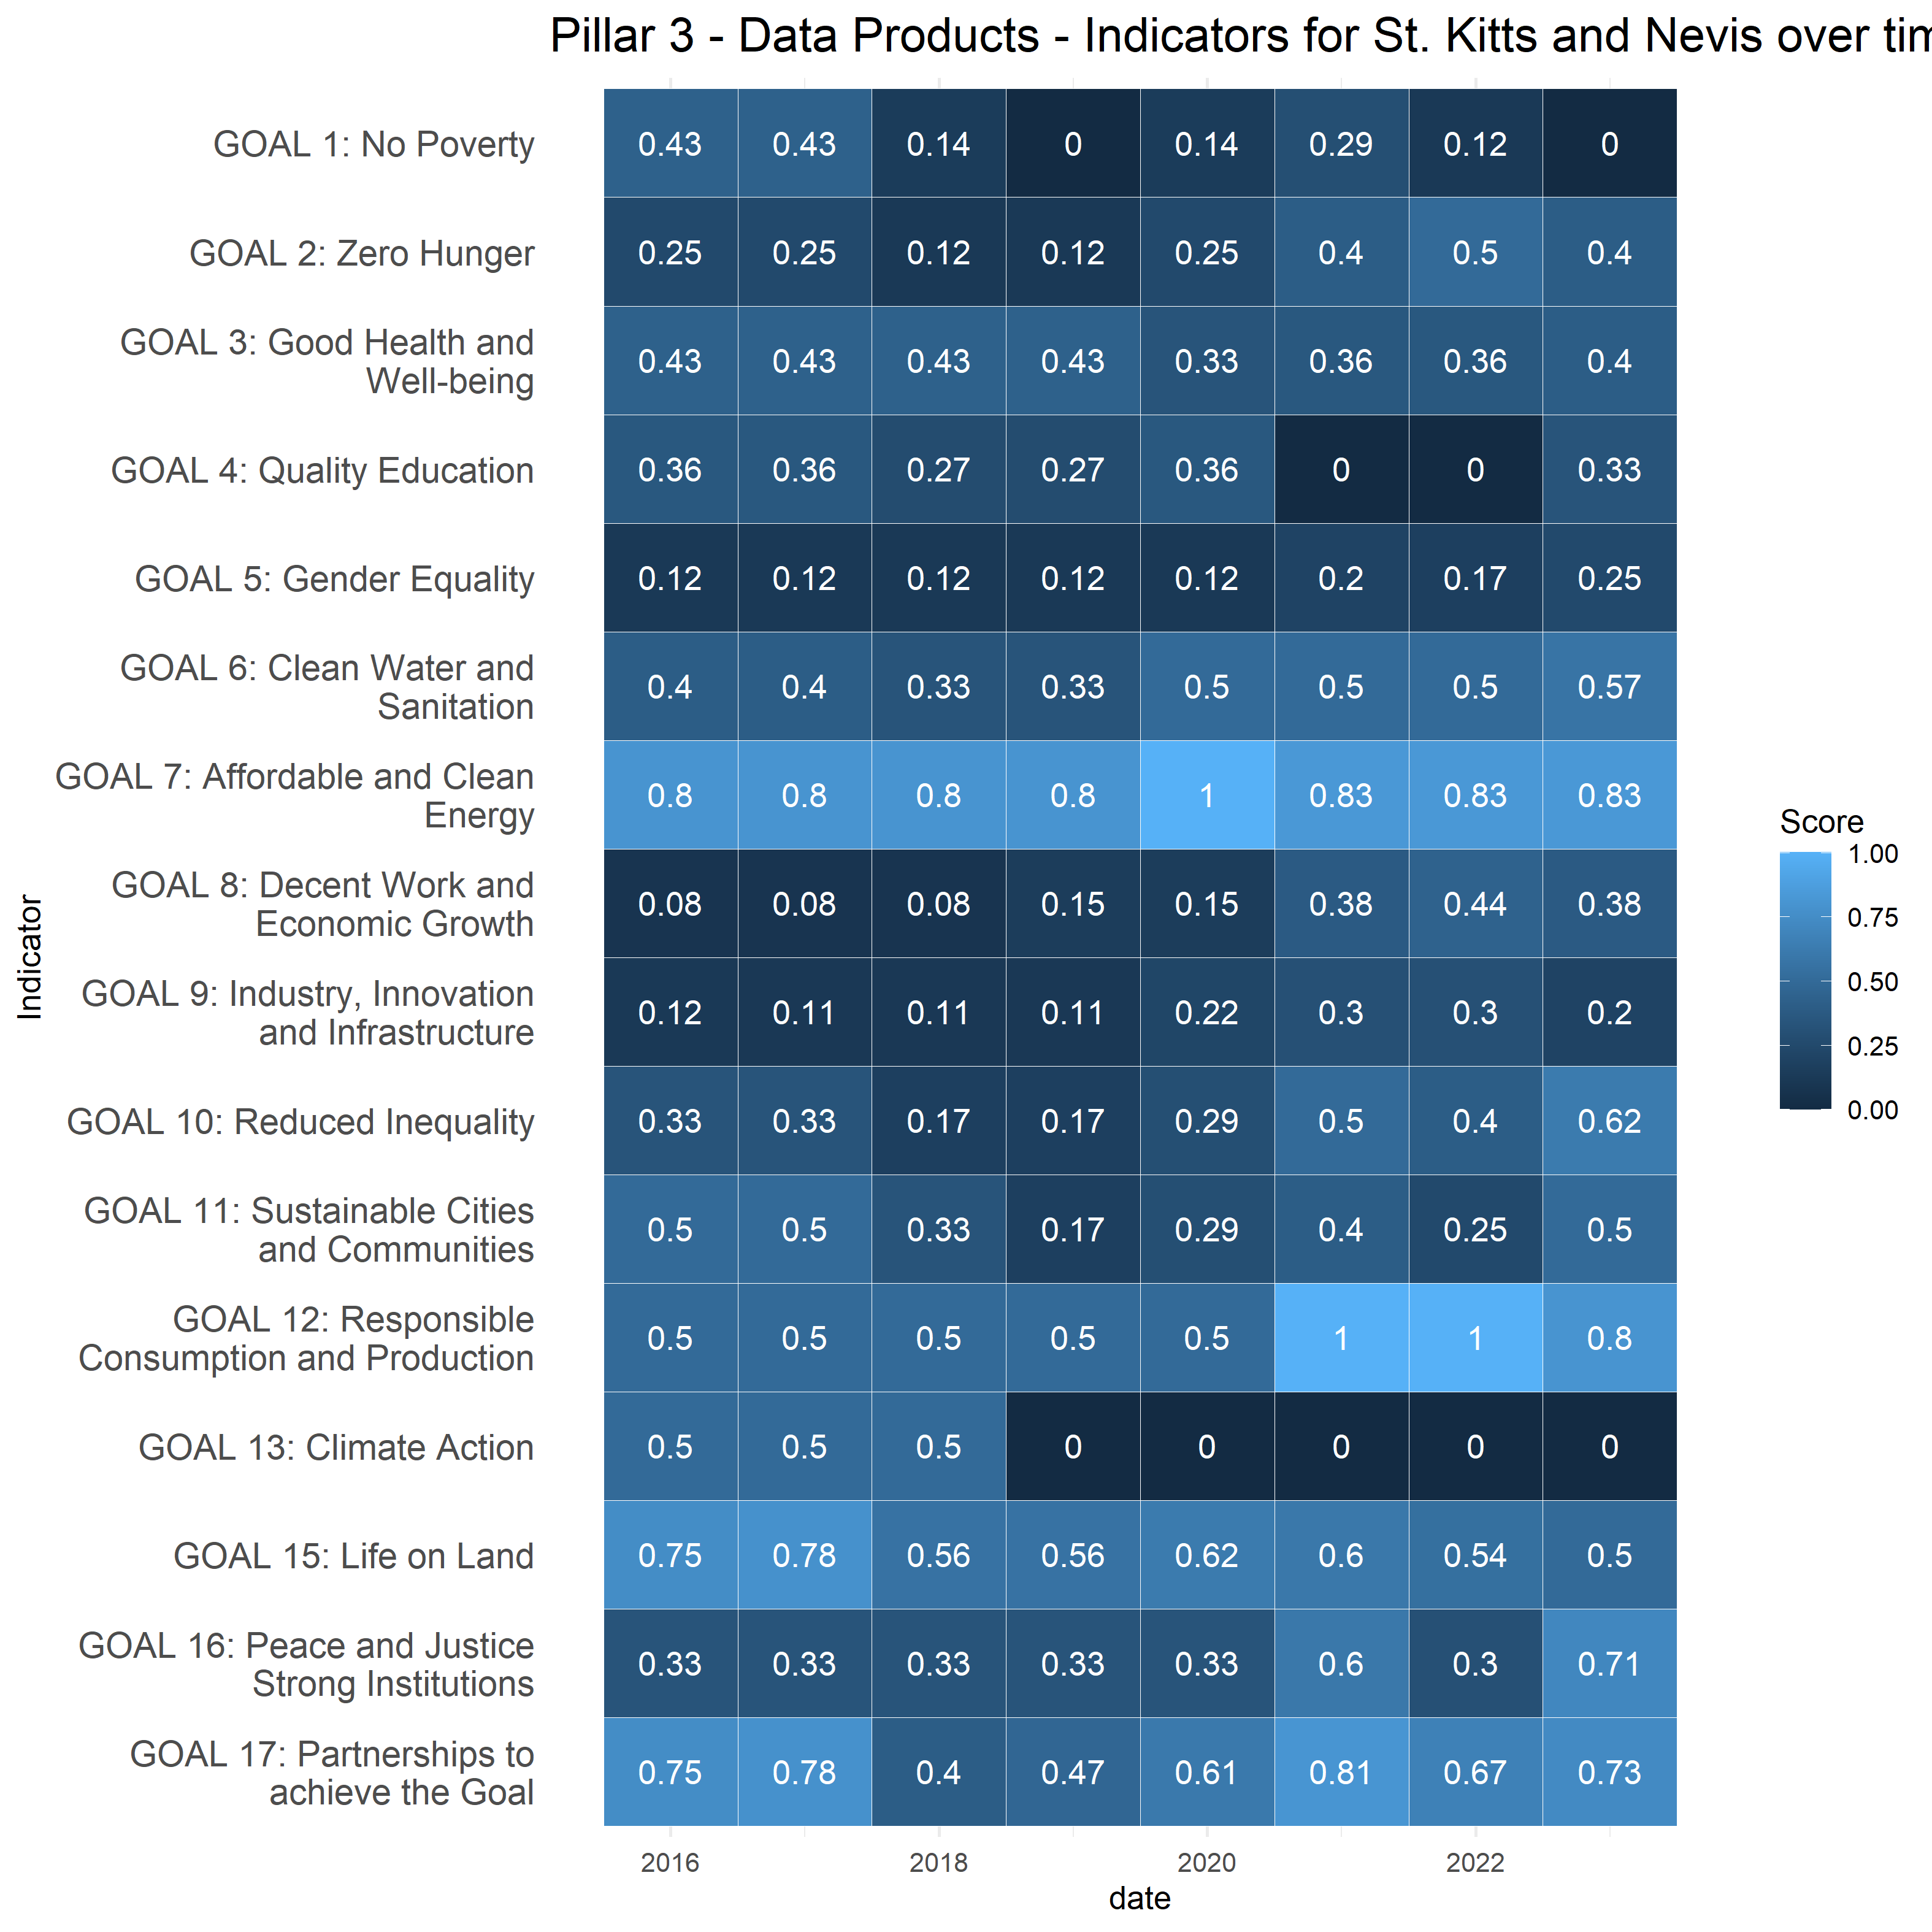 Pillar 3 - Data Products - Indicators for St. Kitts and Nevis over tim
GOAL 1: No Poverty
0.43 0.43 0.14 0 0.14 0.29 0.12 0
GOAL 2: Zero Hunger
0.25 0.25 0.12 0.12 0.25 0.4 0.5 0.4
GOAL 3: Good Health and
Well-being
0.43 0.43 0.43 0.43 0.33 0.36 0.36 0.4
GOAL 4: Quality Education
0.36 0.36 0.27 0.27 0.36 0 0 0.33
GOAL 5: Gender Equality
0.12 0.12 0.12 0.12 0.12 0.2 0.17 0.25
GOAL 6: Clean Water and
Sanitation
0.4 0.4 0.33 0.33 0.5 0.5 0.5 0.57
GOAL 7: Affordable and Clean
Energy
0.8 0.8 0.8 0.8 1 0.83 0.83 0.83
GOAL 8: Decent Work and
Economic Growth
0.08 0.08 0.08 0.15 0.15 0.38 0.44 0.38
GOAL 9: Industry, Innovation
and Infrastructure
0.12 0.11 0.11 0.11 0.22 0.3 0.3 0.2
GOAL 10: Reduced Inequality
0.33 0.33 0.17 0.17 0.29 0.5 0.4 0.62
GOAL 11: Sustainable Cities
and Communities
0.5 0.5 0.33 0.17 0.29 0.4 0.25 0.5
GOAL 12: Responsible
Consumption and Production
0.5 0.5 0.5 0.5 0.5 1 1 0.8
GOAL 13: Climate Action
0.5 0.5 0.5 0 0 0 0 0
GOAL 15: Life on Land
0.75 0.78 0.56 0.56 0.62 0.6 0.54 0.5
GOAL 16: Peace and Justice
Strong Institutions
0.33 0.33 0.33 0.33 0.33 0.6 0.3 0.71
GOAL 17: Partnerships to
achieve the Goal
0.75 0.78 0.4 0.47 0.61 0.81 0.67 0.73
2016 2018 2020 2022
date
Indicator
Score
1.00
0.75
0.50
0.25
0.00